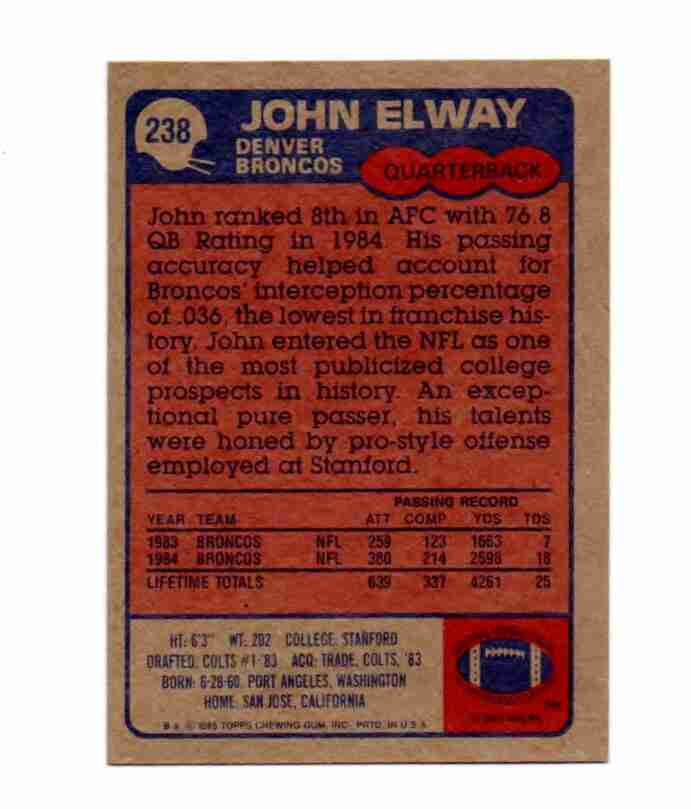 238
JOHN ELWAY
DENVER
BRONCOS
QUARTERBACK
John ranked 8th in AFC with 76.8
QB Rating in 1984. His passing
accuracy helped account for
Broncos' interception percentage
of .036, the lowest in franchise his-
tory. John entered the NFL as one
of the most publicized college
prospects in history. An excep-
tional pure passer, his talents
were honed by pro-style offense
employed at Stanford.
PASSING RECORD
YEAR TEAM ATT COMP YDS TDS
1983 BRONCOS NFL 259 123 1663 7
1984 BRONCOS NFL 380 214 2598 18
LIFETIME TOTALS 639 337 4261 25
HT: 6'3" WT: 202 COLLEGE: STANFORD
DRAFTED: COLTS #1-'83 ACQ: TRADE, COLTS, '83
BORN: 6-28-60, PORT ANGELES, WASHINGTON
HOME: SAN JOSE, CALIFORNIA
© 1985 TOPPS CHEWING GUM, INC. PRTD. IN U.S.A.